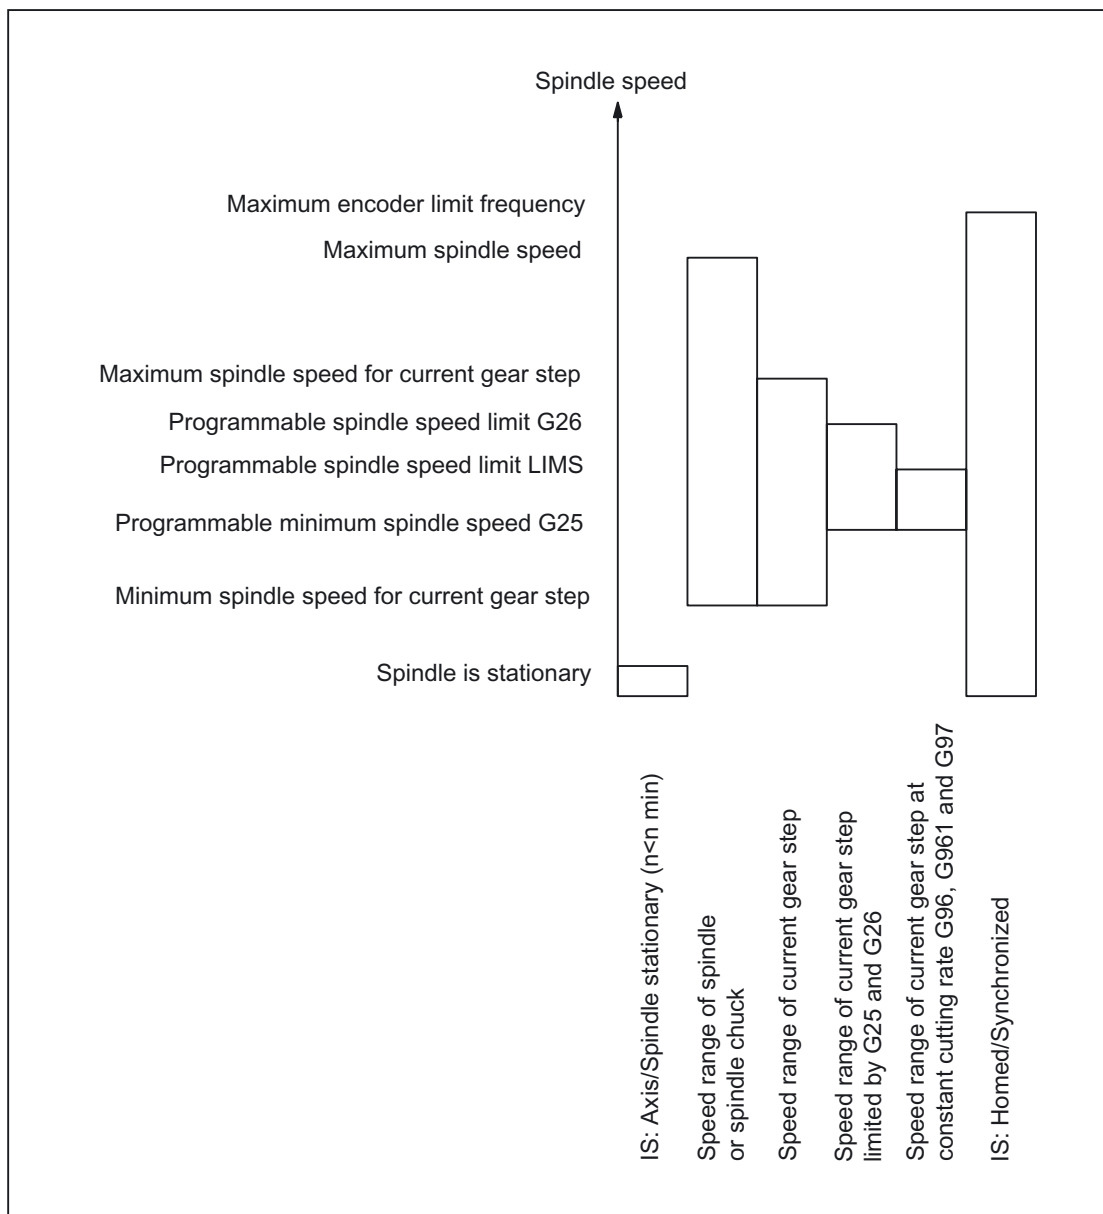 Spindle speed
Maximum encoder limit frequency
Maximum spindle speed
Maximum spindle speed for current gear step
Programmable spindle speed limit G26
Programmable spindle speed limit LIMS
Programmable minimum spindle speed G25
Minimum spindle speed for current gear step
Spindle is stationary
IS: Axis/Spindle stationary (n<n min)
Speed range of spindle
or spindle chuck
Speed range of current gear step
Speed range of current gear step
limited by G25 and G26
Speed range of current gear step at
constant cutting rate G96, G961 and G97
IS: Homed/Synchronized